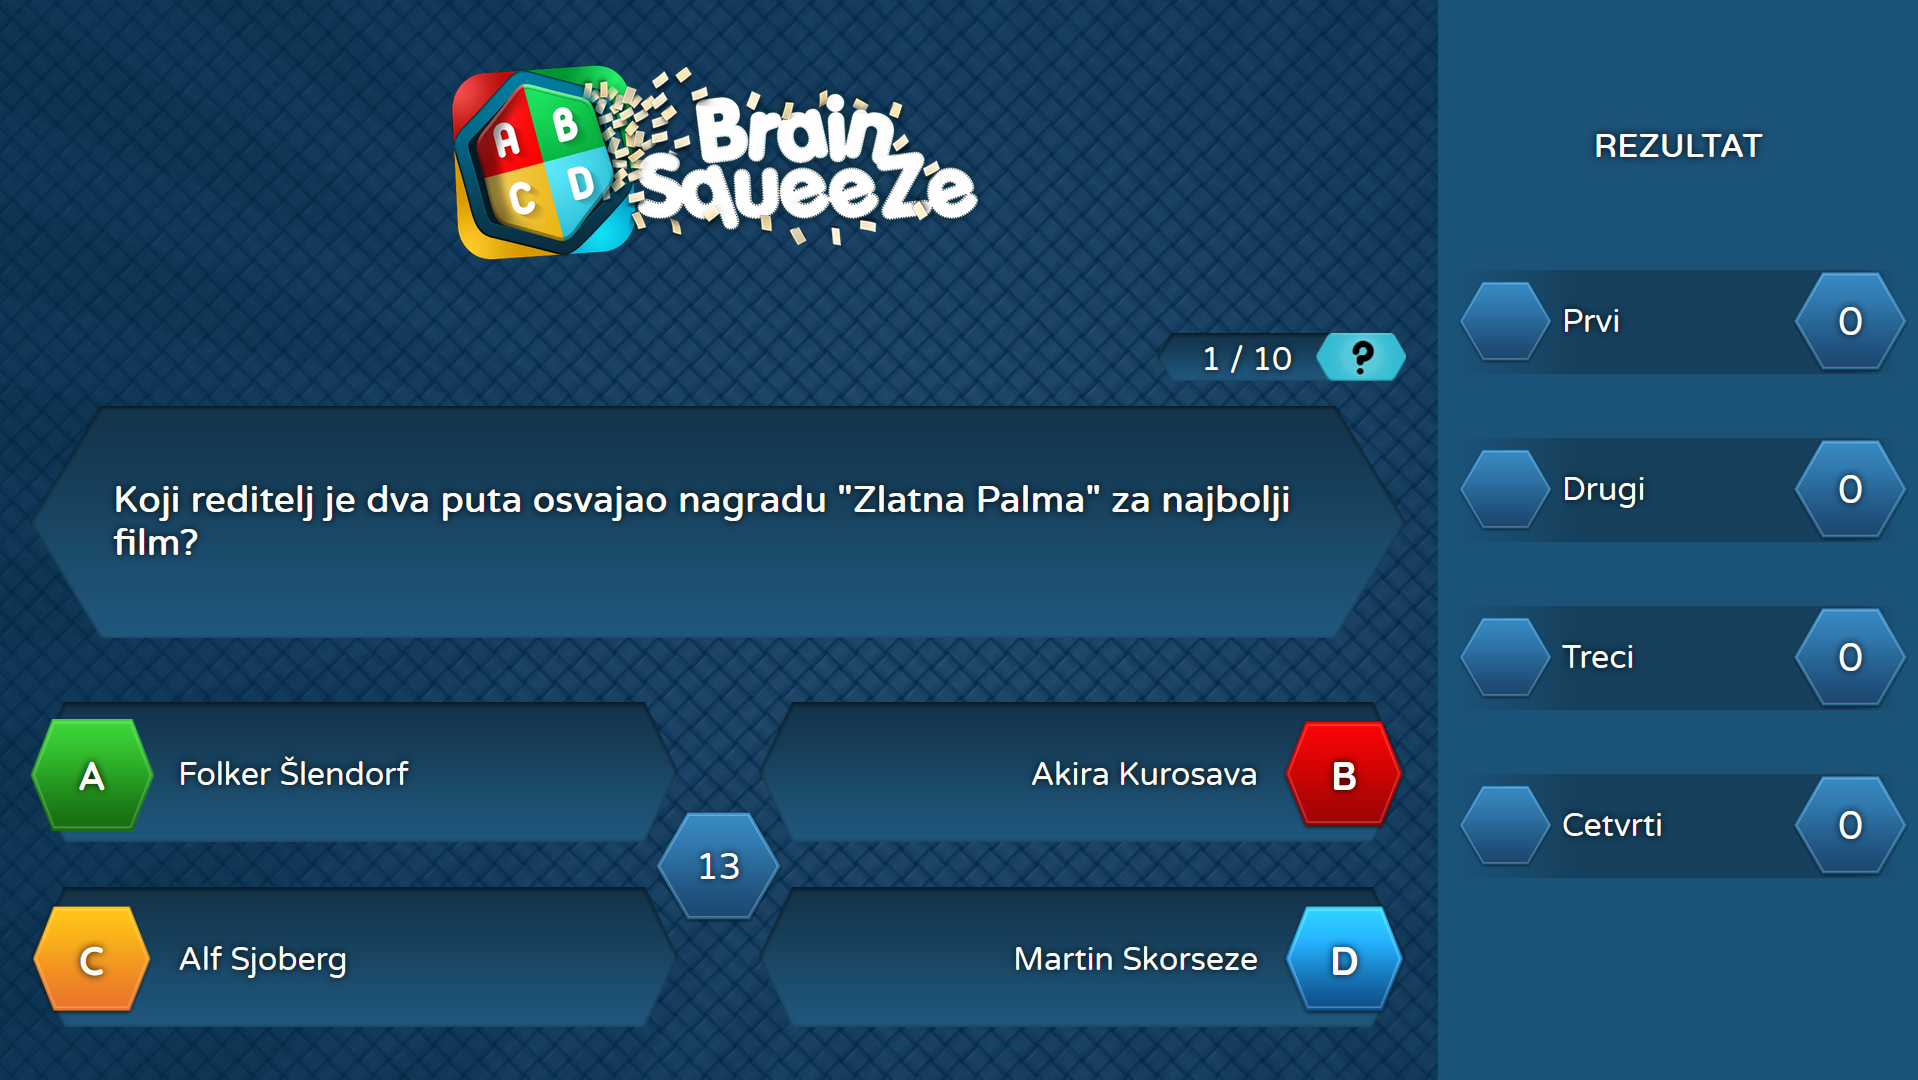 A B
C D
Brain
SqueeZe
REZULTAT
1 / 10 ?
Koji reditelj je dva puta osvajao nagradu "Zlatna Palma" za najbolji
film?
A Folker Šlendorf
Akira Kurosava B
13
C Alf Sjoberg
Martin Skorseze D
Prvi 0
Drugi 0
Treci 0
Cetvrti 0